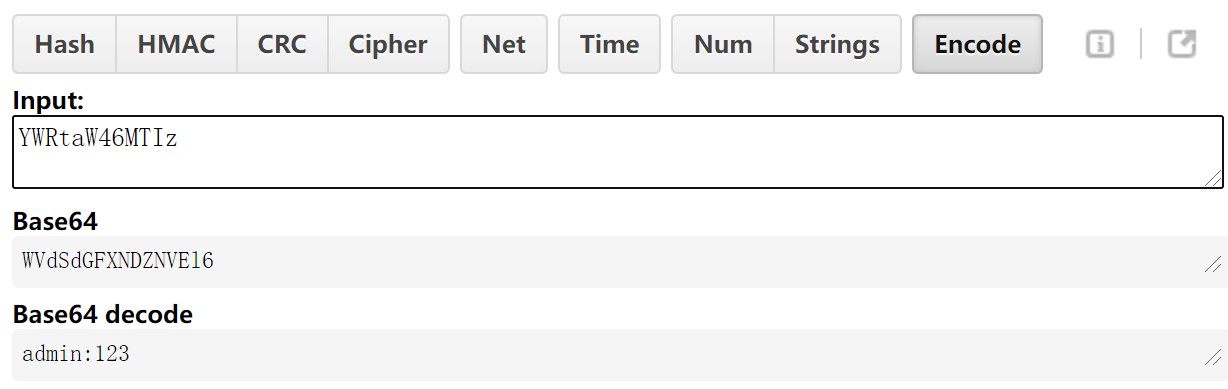 Hash HMAC CRC Cipher Net Time Num Strings Encode
Input:
YWRtaW46MTIz
Base64
WVdSdGFXNDZNVEl6
Base64 decode
admin:123